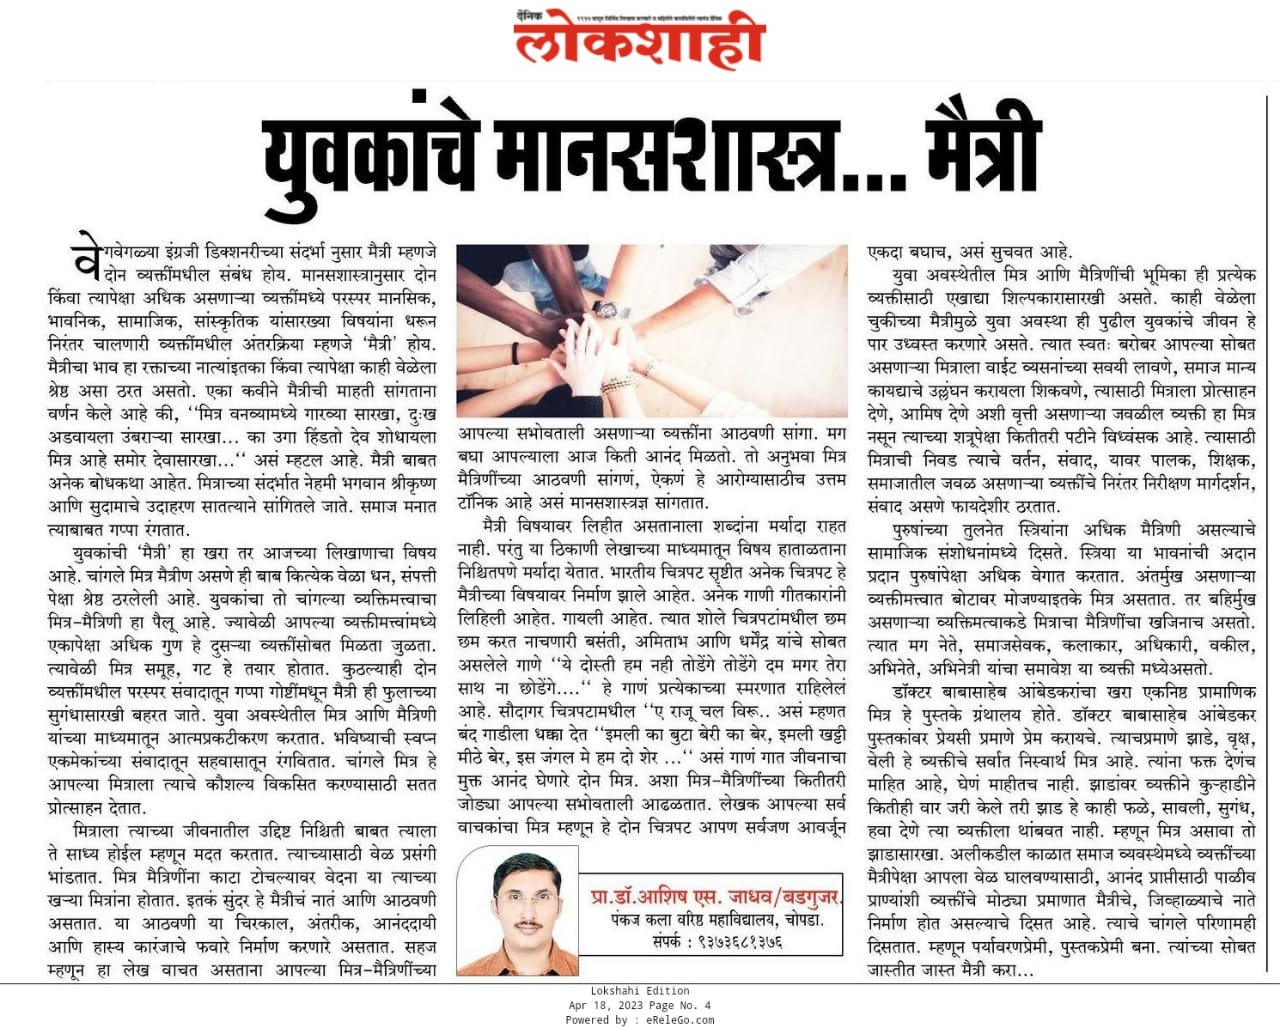 दैनिक
लोकशाही
युवकांचे मानसशास्त्र... मैत्री
वेगवेगळ्या इंग्रजी डिक्शनरीच्या संदर्भा नुसार मैत्री म्हणजे
दोन व्यक्तींमधील संबंध होय. मानसशास्त्रानुसार दोन
किंवा त्यापेक्षा अधिक असणाऱ्या व्यक्तींमध्ये परस्पर मानसिक,
भावनिक, सामाजिक, सांस्कृतिक यांसारख्या विषयांना धरून
निरंतर चालणारी व्यक्तींमधील अंतरक्रिया म्हणजे ‘मैत्री’ होय.
मैत्रीचा भाव हा रक्ताच्या नात्यांइतका किंवा त्यापेक्षा काही वेळेला
श्रेष्ठ असा ठरत असतो. एका कवीने मैत्रीची माहती सांगताना
वर्णन केले आहे की, ‘‘मित्र वनव्यामध्ये गारव्या सारखा, दुःख
अडवायला उंबराऱ्या सारखा... का उगा हिंडतो देव शोधायला
मित्र आहे समोर देवासारखा...‘‘ असं म्हटल आहे. मैत्री बाबत
अनेक बोधकथा आहेत. मित्राच्या संदर्भात नेहमी भगवान श्रीकृष्ण
आणि सुदामाचे उदाहरण सातत्याने सांगितले जाते. समाज मनात
त्याबाबत गप्पा रंगतात.
युवकांची ‘मैत्री’ हा खरा तर आजच्या लिखाणाचा विषय
आहे. चांगले मित्र मैत्रीण असणे ही बाब कित्येक वेळा धन, संपत्ती
पेक्षा श्रेष्ठ ठरलेली आहे. युवकांचा तो चांगल्या व्यक्तिमत्त्वाचा
मित्र-मैत्रिणी हा पैलू आहे. ज्यावेळी आपल्या व्यक्तीमत्त्वांमध्ये
एकापेक्षा अधिक गुण हे दुसऱ्या व्यक्तींसोबत मिळता जुळता.
त्यावेळी मित्र समूह, गट हे तयार होतात. कुठल्याही दोन
व्यक्तींमधील परस्पर संवादातून गप्पा गोष्टींमधून मैत्री ही फुलाच्या
सुगंधासारखी बहरत जाते. युवा अवस्थेतील मित्र आणि मैत्रिणी
यांच्या माध्यमातून आत्मप्रकटीकरण करतात. भविष्याची स्वप्न
एकमेकांच्या संवादातून सहवासातून रंगवितात. चांगले मित्र हे
आपल्या मित्राला त्याचे कौशल्य विकसित करण्यासाठी सतत
प्रोत्साहन देतात.
मित्राला त्याच्या जीवनातील उद्दिष्ट निश्चिती बाबत त्याला
ते साध्य होईल म्हणून मदत करतात. त्याच्यासाठी वेळ प्रसंगी
भांडतात. मित्र मैत्रिणींना काटा टोचल्यावर वेदना या त्याच्या
खऱ्या मित्रांना होतात. इतकं सुंदर हे मैत्रीचं नातं आणि आठवणी
असतात. या आठवणी या चिरकाल, अंतरीक, आनंददायी
आणि हास्य कारंजाचे फवारे निर्माण करणारे असतात. सहज
म्हणून हा लेख वाचत असताना आपल्या मित्र-मैत्रिणींच्या
आपल्या सभोवताली असणाऱ्या व्यक्तींना आठवणी सांगा. मग
बघा आपल्याला आज किती आनंद मिळतो. तो अनुभवा मित्र
मैत्रिणींच्या आठवणी सांगणं, ऐकणं हे आरोग्यासाठीच उत्तम
टॉनिक आहे असं मानसशास्त्रज्ञ सांगतात.
मैत्री विषयावर लिहीत असतानाला शब्दांना मर्यादा राहत
नाही. परंतु या ठिकाणी लेखाच्या माध्यमातून विषय हाताळताना
निश्चितपणे मर्यादा येतात. भारतीय चित्रपट सृष्टीत अनेक चित्रपट हे
मैत्रीच्या विषयावर निर्माण झाले आहेत. अनेक गाणी गीतकारांनी
लिहिली आहेत. गायली आहेत. त्यात शोले चित्रपटांमधील छम
छम करत नाचणारी बसंती, अमिताभ आणि धर्मेंद्र यांचे सोबत
असलेले गाणे ‘‘ये दोस्ती हम नही तोडेंगे तोडेंगे दम मगर तेरा
साथ ना छोडेंगे....‘‘ हे गाणं प्रत्येकाच्या स्मरणात राहिलेलं
आहे. सौदागर चित्रपटामधील ‘‘ए राजू चल विरू.. असं म्हणत
बंद गाडीला धक्का देत ‘‘इमली का बुटा बेरी का बेर, इमली खट्टी
मीठे बेर, इस जंगल मे हम दो शेर ...‘‘ असं गाणं गात जीवनाचा
मुक्त आनंद घेणारे दोन मित्र. अशा मित्र-मैत्रिणींच्या कितीतरी
जोड्या आपल्या सभोवताली आढळतात. लेखक आपल्या सर्व
वाचकांचा मित्र म्हणून हे दोन चित्रपट आपण सर्वजण आवर्जून
प्रा.डॉ.आशिष एस. जाधव/बडगुजर.
पंकज कला वरिष्ठ महाविद्यालय, चोपडा.
संपर्क : ९३७३६८१३७६
एकदा बघाच, असं सुचवत आहे.
युवा अवस्थेतील मित्र आणि मैत्रिणींची भूमिका ही प्रत्येक
व्यक्तीसाठी एखाद्या शिल्पकारासारखी असते. काही वेळेला
चुकीच्या मैत्रीमुळे युवा अवस्था ही पुढील युवकांचे जीवन हे
पार उध्वस्त करणारे असते. त्यात स्वतः बरोबर आपल्या सोबत
असणाऱ्या मित्राला वाईट व्यसनांच्या सवयी लावणे, समाज मान्य
कायद्याचे उल्लंघन करायला शिकवणे, त्यासाठी मित्राला प्रोत्साहन
देणे, आमिष देणे अशी वृत्ती असणाऱ्या जवळील व्यक्ती हा मित्र
नसून त्याच्या शत्रूपेक्षा कितीतरी पटीने विध्वंसक आहे. त्यासाठी
मित्राची निवड त्याचे वर्तन, संवाद, यावर पालक, शिक्षक,
समाजातील जवळ असणाऱ्या व्यक्तींचे निरंतर निरीक्षण मार्गदर्शन,
संवाद असणे फायदेशीर ठरतात.
पुरुषांच्या तुलनेत स्त्रियांना अधिक मैत्रिणी असल्याचे
सामाजिक संशोधनांमध्ये दिसते. स्त्रिया या भावनांची अदान
प्रदान पुरुषांपेक्षा अधिक वेगात करतात. अंतर्मुख असणाऱ्या
व्यक्तीमत्त्वात बोटावर मोजण्याइतके मित्र असतात. तर बहिर्मुख
असणाऱ्या व्यक्तिमत्वाकडे मित्राचा मैत्रिणींचा खजिनाच असतो.
त्यात मग नेते, समाजसेवक, कलाकार, अधिकारी, वकील,
अभिनेते, अभिनेत्री यांचा समावेश या व्यक्ती मध्येअसतो.
डॉक्टर बाबासाहेब आंबेडकरांचा खरा एकनिष्ठ प्रामाणिक
मित्र हे पुस्तके ग्रंथालय होते. डॉक्टर बाबासाहेब आंबेडकर
पुस्तकांवर प्रेयसी प्रमाणे प्रेम करायचे. त्याचप्रमाणे झाडे, वृक्ष,
वेली हे व्यक्तीचे सर्वात निस्वार्थ मित्र आहे. त्यांना फक्त देणंच
माहित आहे, घेणं माहीतच नाही. झाडांवर व्यक्तीने कुऱ्हाडीने
कितीही वार जरी केले तरी झाड हे काही फळे, सावली, सुगंध,
हवा देणे त्या व्यक्तीला थांबवत नाही. म्हणून मित्र असावा तो
झाडासारखा. अलीकडील काळात समाज व्यवस्थेमध्ये व्यक्तींच्या
मैत्रीपेक्षा आपला वेळ घालवण्यासाठी, आनंद प्राप्तीसाठी पाळीव
प्राण्यांशी व्यक्तींचे मोठ्या प्रमाणात मैत्रीचे, जिव्हाळ्याचे नाते
निर्माण होत असल्याचे दिसत आहे. त्याचे चांगले परिणामही
दिसतात. म्हणून पर्यावरणप्रेमी, पुस्तकप्रेमी बना. त्यांच्या सोबत
जास्तीत जास्त मैत्री करा...
Lokshahi Edition
Apr 18, 2023 Page No. 4
Powered by : eReleGo.com